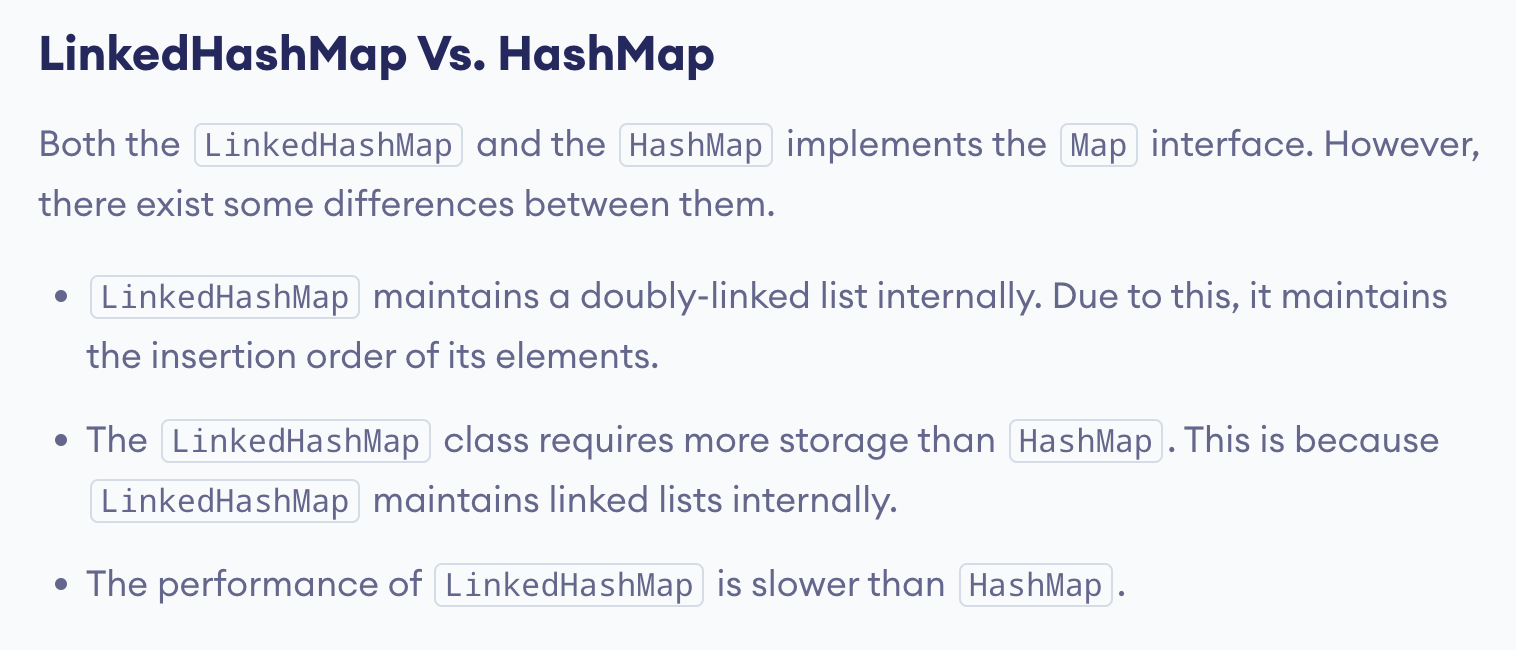 LinkedHashMap Vs. HashMap
Both the LinkedHashMap and the HashMap implements the Map interface. However,
there exist some differences between them.
• LinkedHashMap maintains a doubly-linked list internally. Due to this, it maintains
the insertion order of its elements.
• The LinkedHashMap class requires more storage than HashMap. This is because
LinkedHashMap maintains linked lists internally.
• The performance of LinkedHashMap is slower than HashMap.